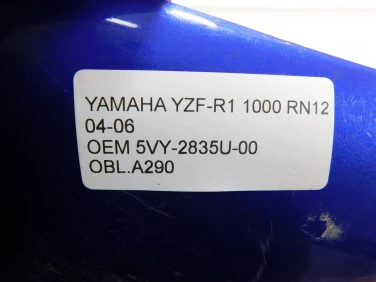 YAMAHA YZF-R1 1000 RN12
04-06
OEM 5VY-2835U-00
OBL.A290